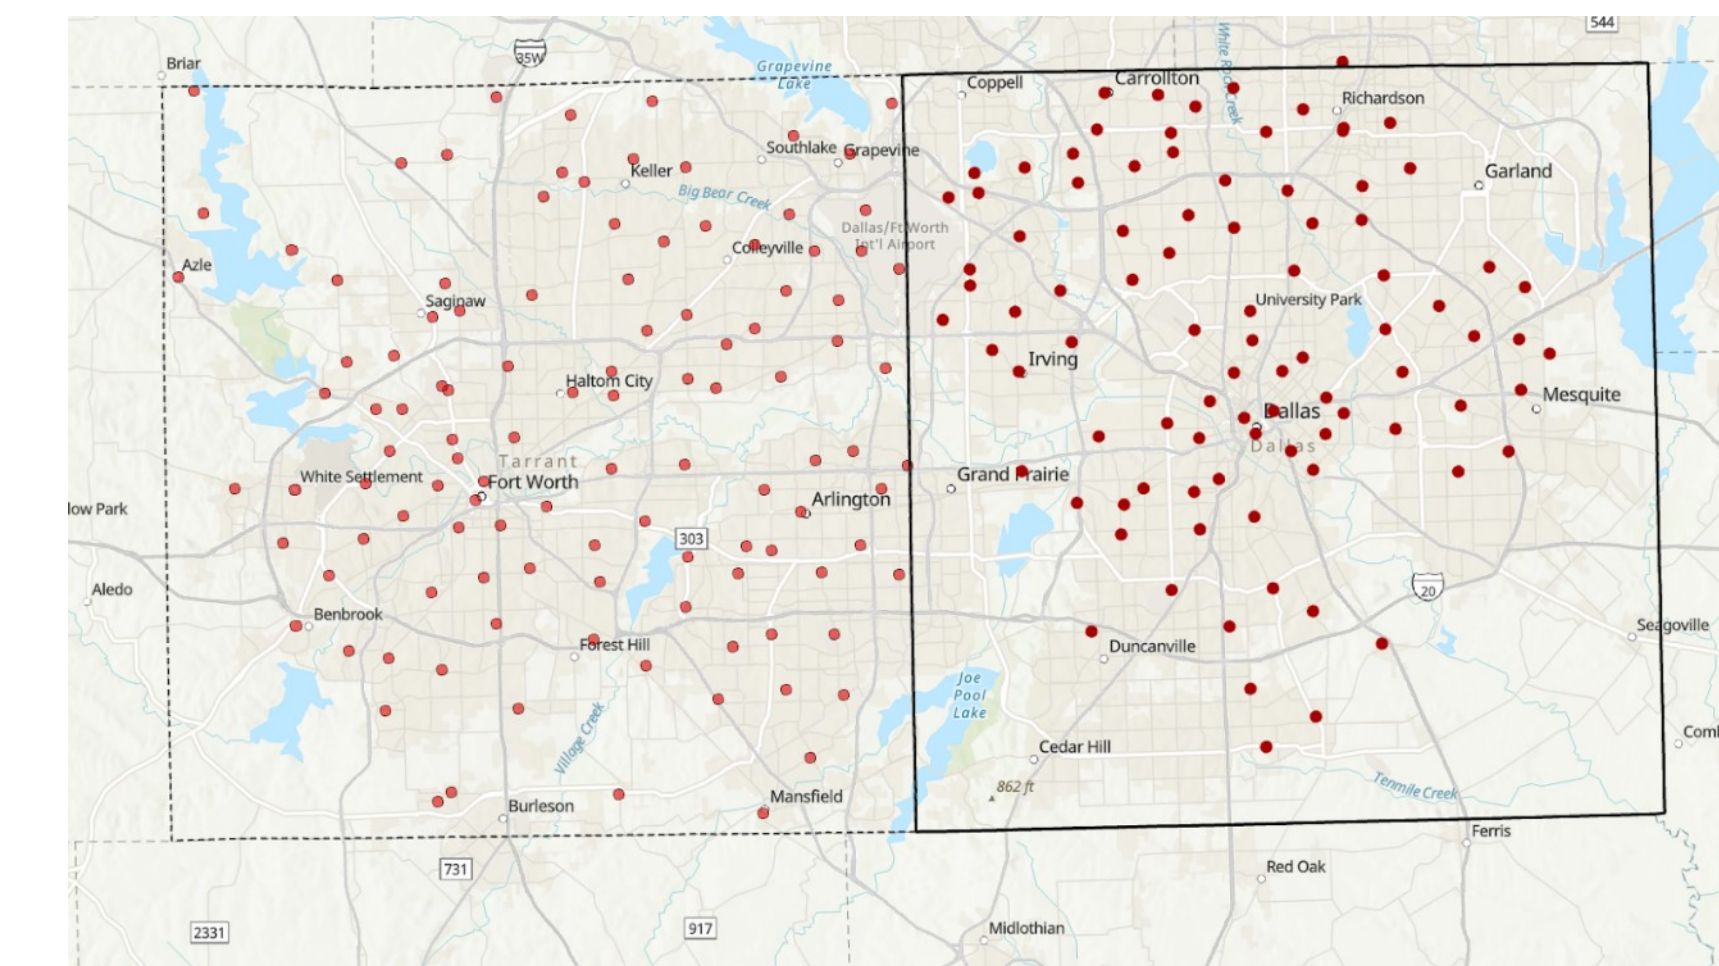 544
35W
Briar
Grapevine
Lake
Coppell
Carrollton
White Rock Creek
Richardson
Southlake
Grapevine
Keller
Big Bear Creek
Garland
Dallas/Ft Worth
Int'l Airport
Colleyville
Azle
Saginaw
University Park
Irving
Haltom City
Mesquite
Dallas
Dallas
Tarrant
White Settlement
Fort Worth
Grand Prairie
Arlington
low Park
303
Aledo
20
Benbrook
Seagoville
Forest Hill
Duncanville
Joe
Pool
Lake
Village Creek
Cedar Hill
Com
862 ft
Tenmile Creek
Mansfield
Burleson
Ferris
731
Red Oak
2331
917
Midlothian